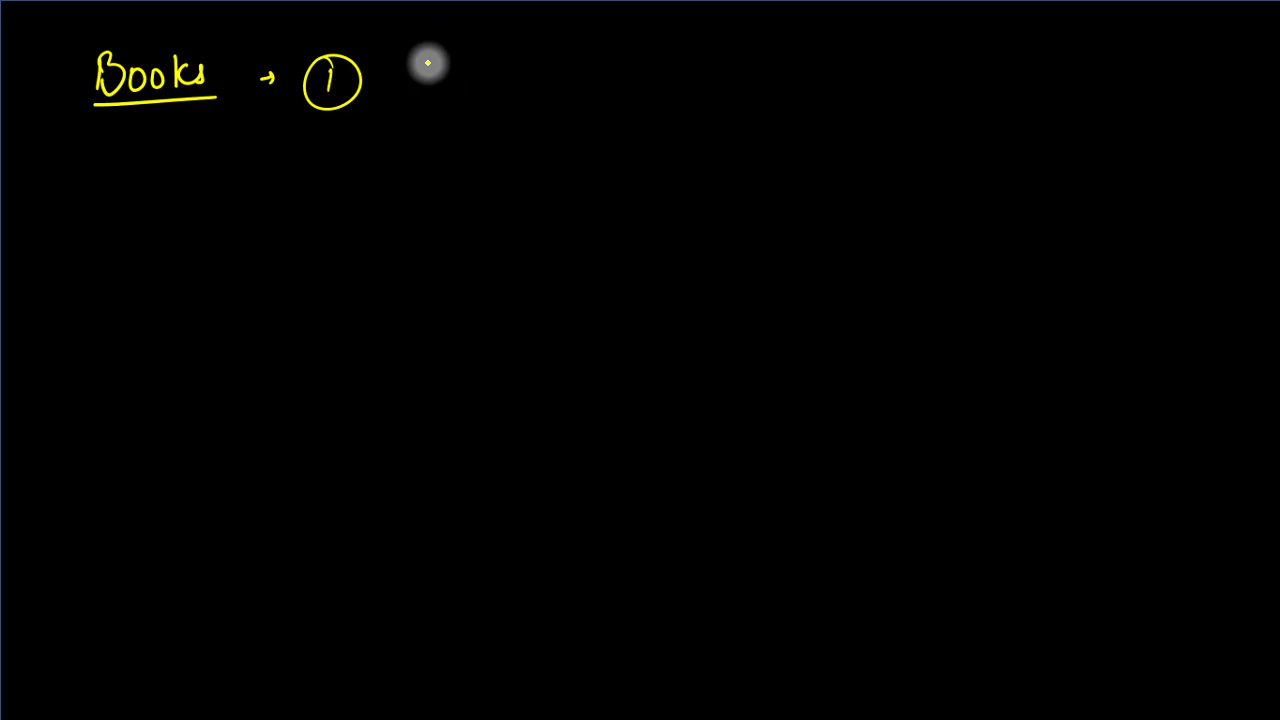 Books → ①